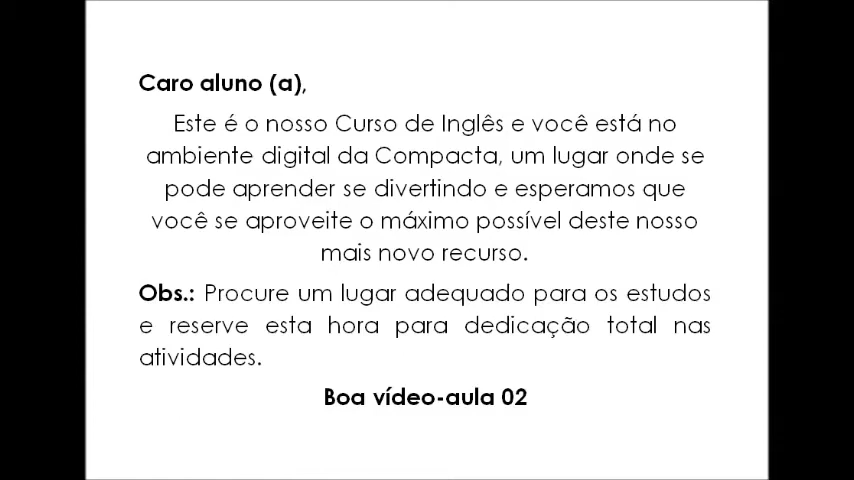 Caro aluno (a),
Este é o nosso Curso de Inglês e você está no
ambiente digital da Compacta, um lugar onde se
pode aprender se divertindo e esperamos que
você se aproveite o máximo possível deste nosso
mais novo recurso.
Obs.: Procure um lugar adequado para os estudos
e reserve esta hora para dedicação total nas
atividades.
Boa vídeo-aula 02